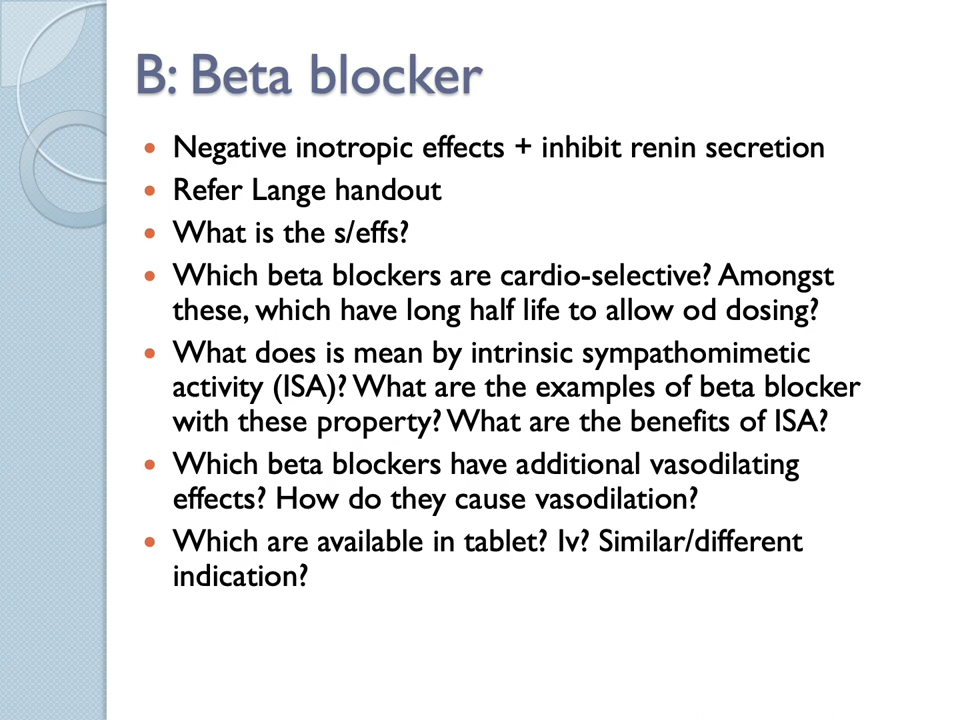 B: Beta blocker
Negative inotropic effects + inhibit renin secretion
Refer Lange handout
What is the s/effs?
Which beta blockers are cardio-selective? Amongst
these, which have long half life to allow od dosing?
What does is mean by intrinsic sympathomimetic
activity (ISA)? What are the examples of beta blocker
with these property? What are the benefits of ISA?
Which beta blockers have additional vasodilating
effects? How do they cause vasodilation?
Which are available in tablet? Iv? Similar/different
indication?